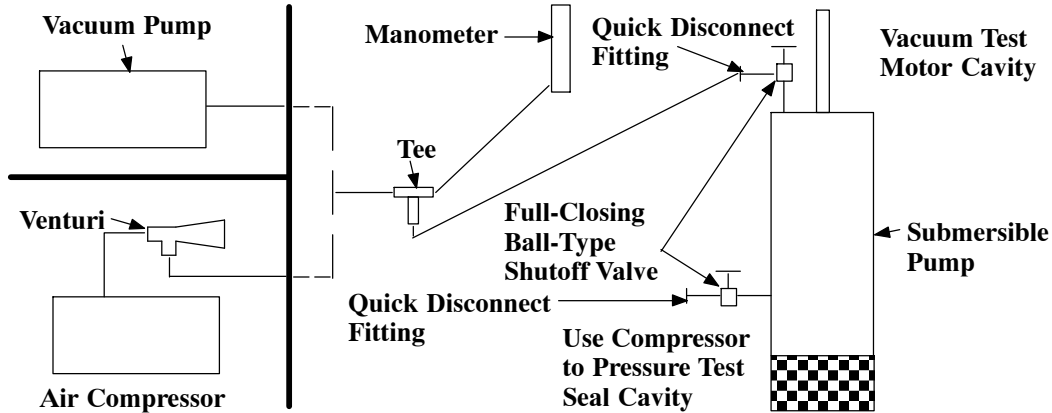 Vacuum Pump
Manometer
Quick Disconnect
Fitting
Vacuum Test
Motor Cavity
Tee
Venturi
Full-Closing
Ball-Type
Shutoff Valve
Submersible
Pump
Quick Disconnect
Fitting
Use Compressor
to Pressure Test
Seal Cavity
Air Compressor